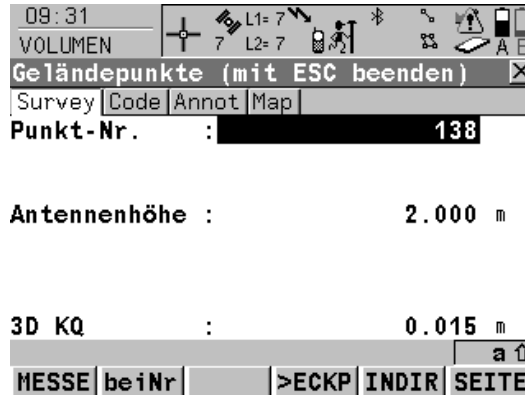 09:31 L1= 7
VOLUMEN 7 L2= 7 A
Geländepunkte (mit ESC beenden) X
Survey Code Annot Map
Punkt-Nr. : 138
Antennenhöhe : 2.000 m
3D KQ : 0.015 m
a
MESSE beiNr >ECKP INDIR SEITE